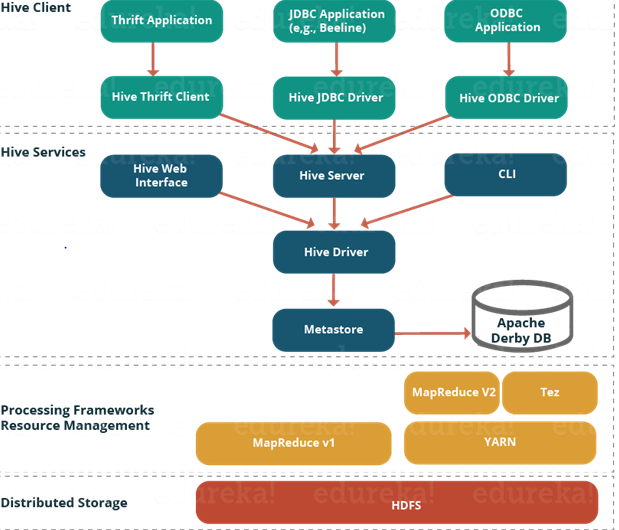 Hive Client
Thrift Application
JDBC Application
(e.g., Beeline)
ODBC
Application
Hive Thrift Client
Hive JDBC Driver
Hive ODBC Driver
Hive Services
Hive Web
Interface
Hive Server
CLI
Hive Driver
Metastore
Apache
Derby DB
Processing Frameworks
Resource Management
MapReduce V2
Tez
MapReduce v1
YARN
Distributed Storage
HDFS
edureka!